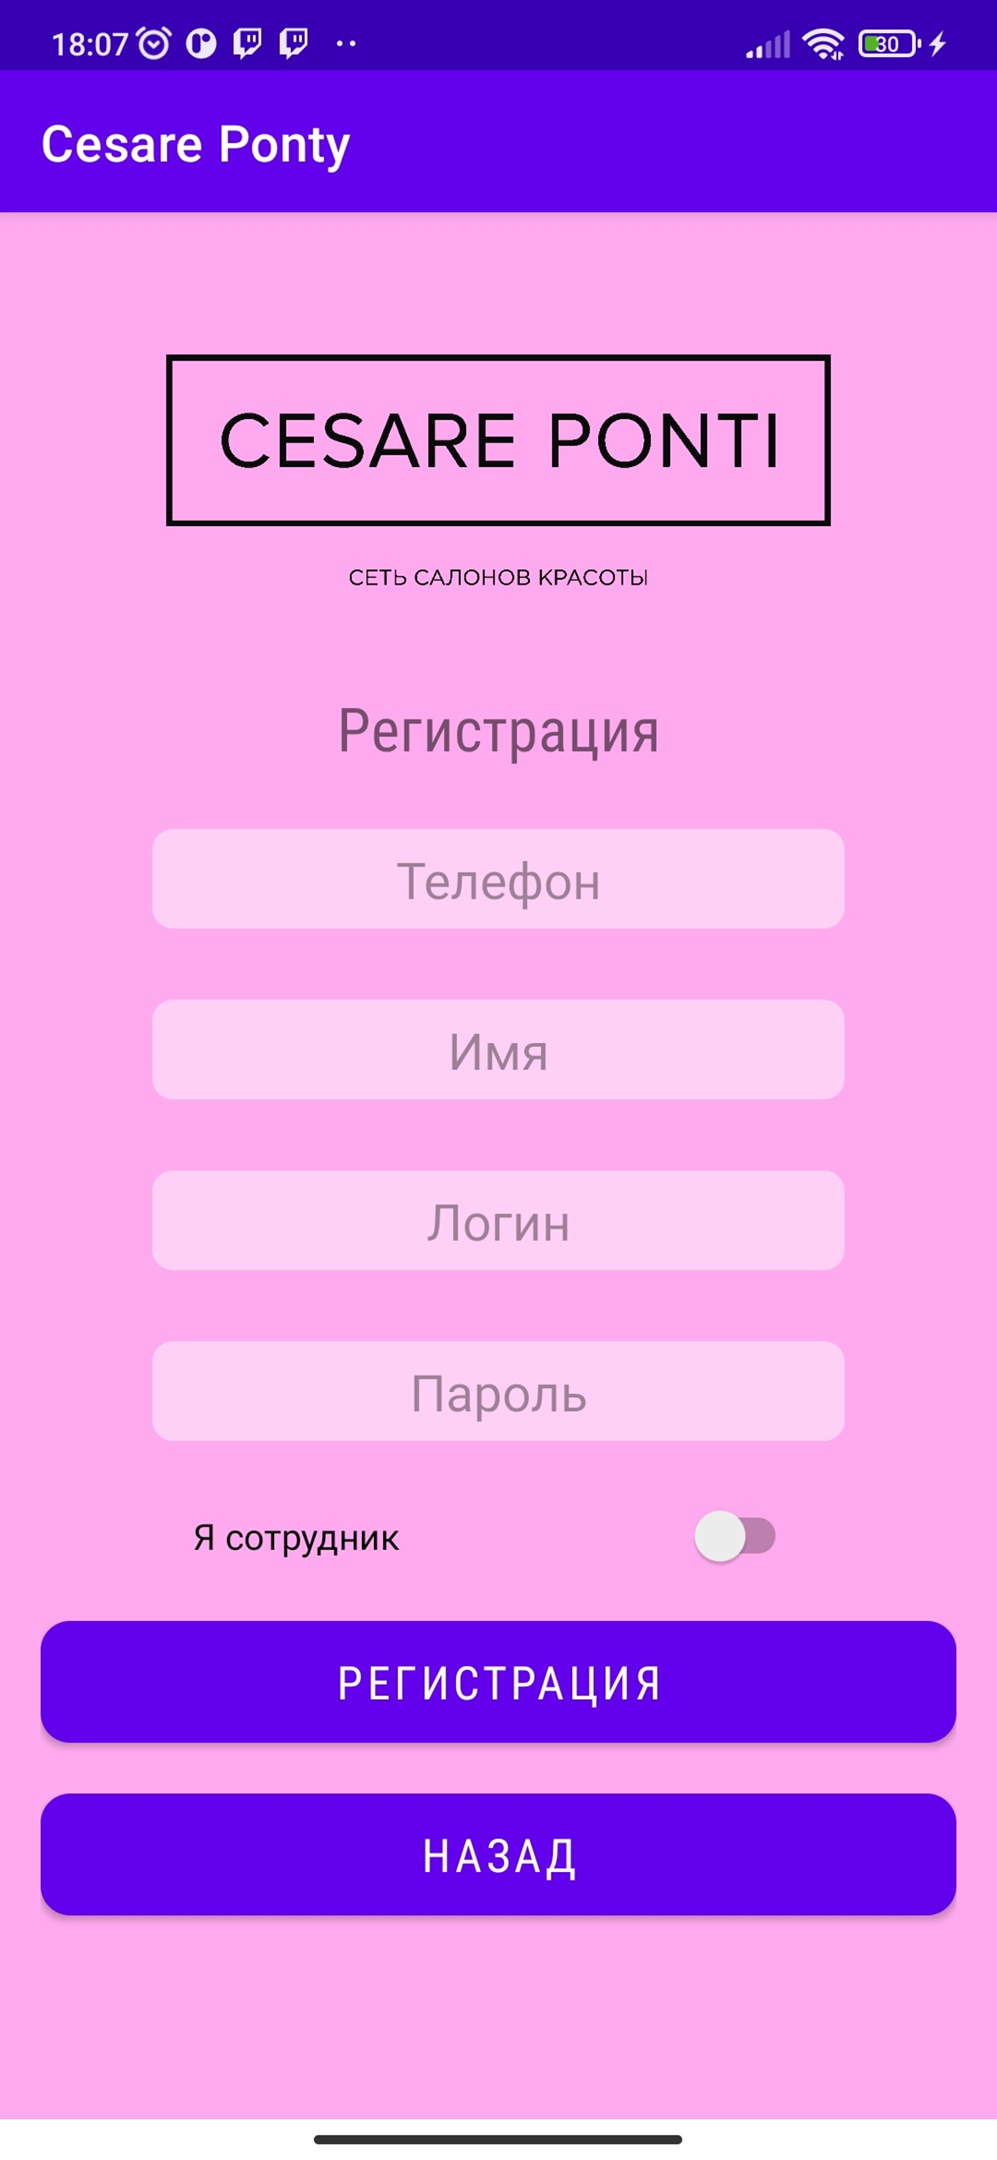 18:07
30
Cesare Ponty
CESARE PONTI
СЕТЬ САЛОНОВ КРАСОТЫ
Регистрация
Телефон
Имя
Логин
Пароль
Я сотрудник
РЕГИСТРАЦИЯ
НАЗАД